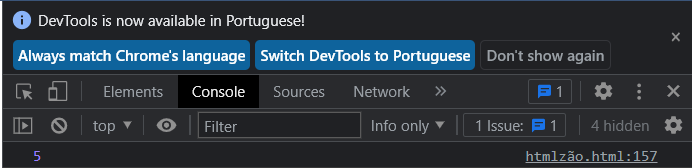 DevTools is now available in Portuguese!
Always match Chrome's language Switch DevTools to Portuguese Don't show again
Elements Console Sources Network 1
top Filter Info only 1 Issue: 1 4 hidden
5 htmlzão.html:157